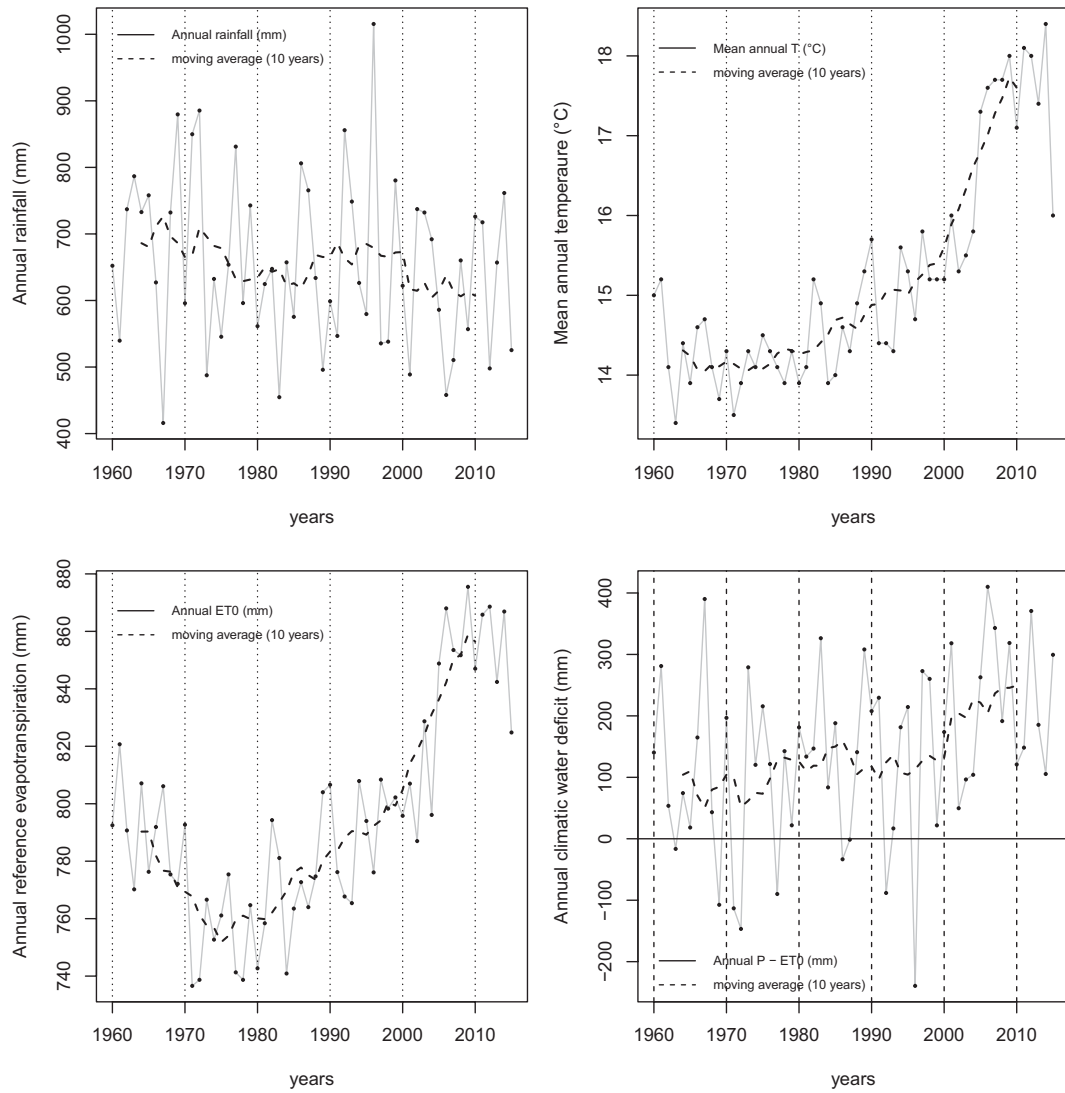 Annual rainfall (mm)
moving average (10 years)
Annual rainfall (mm)
400 500 600 700 800 900 1000
1960 1970 1980 1990 2000 2010
years
Mean annual T (°C)
moving average (10 years)
Mean annual temperaure (°C)
14 15 16 17 18
1960 1970 1980 1990 2000 2010
years
Annual ET0 (mm)
moving average (10 years)
Annual reference evapotranspiration (mm)
740 760 780 800 820 840 860 880
1960 1970 1980 1990 2000 2010
years
Annual P − ET0 (mm)
moving average (10 years)
Annual climatic water deficit (mm)
−200 −100 0 100 200 300 400
1960 1970 1980 1990 2000 2010
years